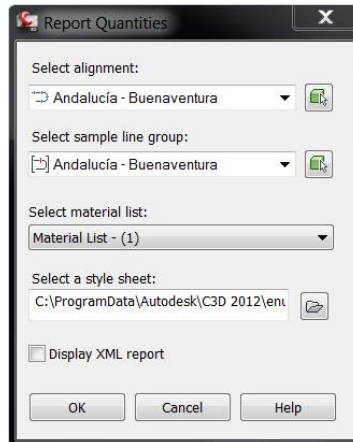 Report Quantities
X
Select alignment:
Andalucía - Buenaventura
Select sample line group:
Andalucía - Buenaventura
Select material list:
Material List - (1)
Select a style sheet:
C:\ProgramData\Autodesk\C3D 2012\enu
Display XML report
OK
Cancel
Help